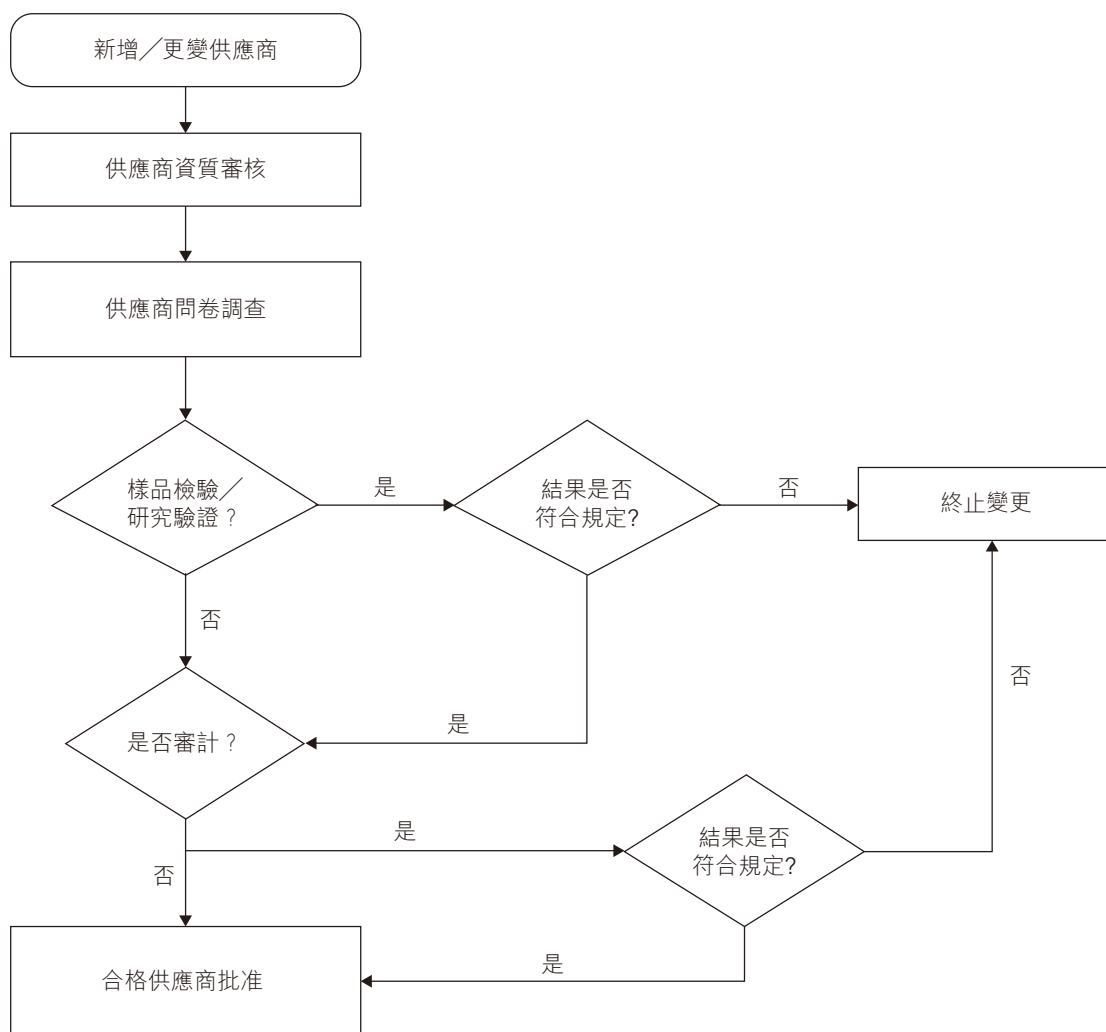 新增╱更變供應商
供應商資質審核
供應商問卷調查
樣品檢驗╱
研究驗證？
是
結果是否
符合規定?
否
終止變更
否
否
是否審計？
是
是
結果是否
符合規定?
否
是
合格供應商批准